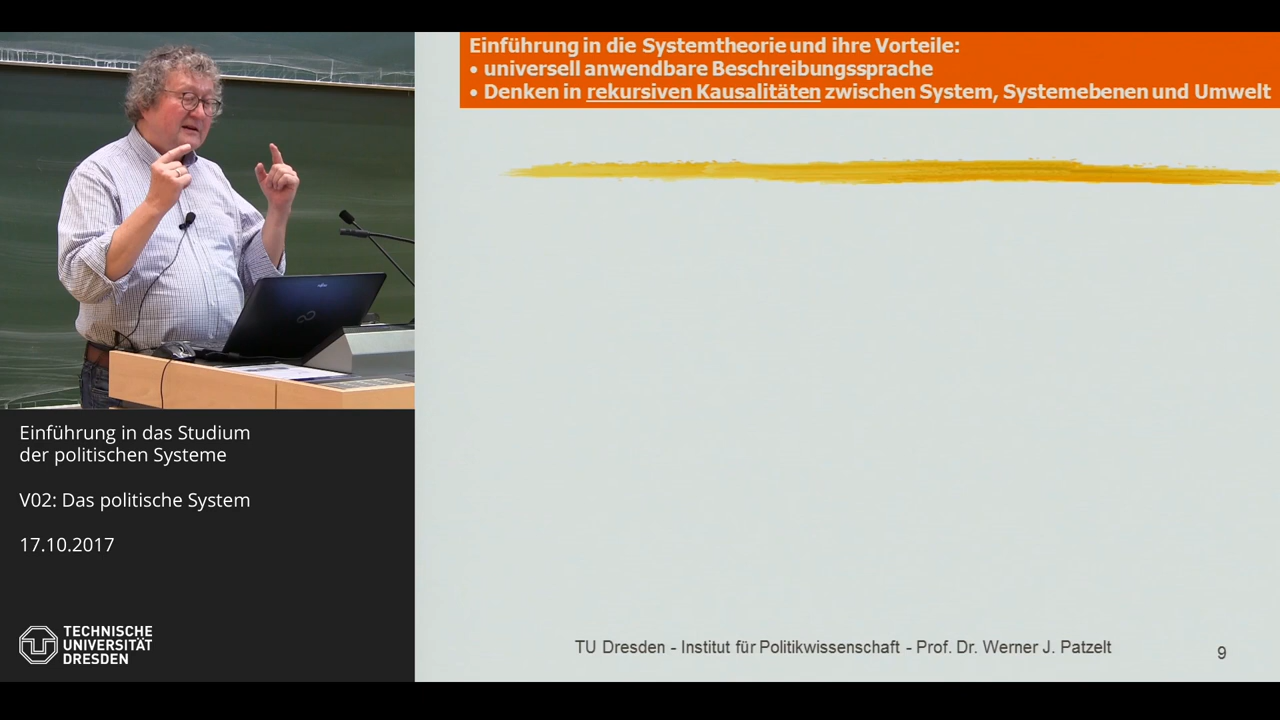 Einführung in die Systemtheorie und ihre Vorteile:
• universell anwendbare Beschreibungssprache
• Denken in rekursiven Kausalitäten zwischen System, Systemebenen und Umwelt
Einführung in das Studium
der politischen Systeme
V02: Das politische System
17.10.2017
TECHNISCHE
UNIVERSITÄT
DRESDEN
TU Dresden - Institut für Politikwissenschaft - Prof. Dr. Werner J. Patzelt
9